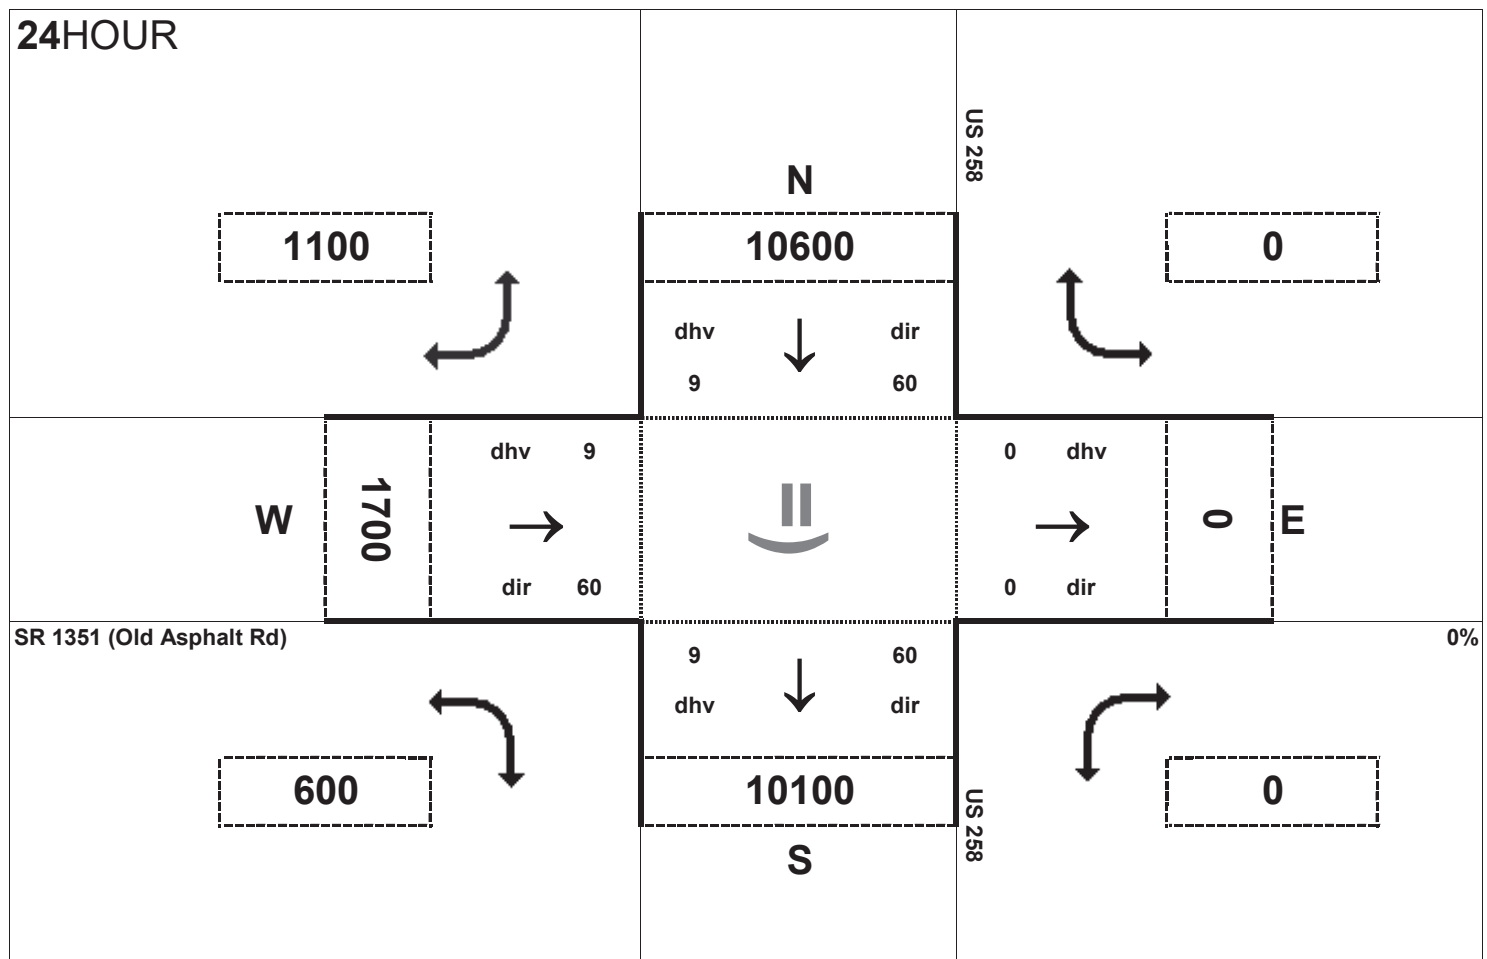 24HOUR
US 258
N
1100
10600
0
dhv
dir
9
60
dhv 9
0 dhv
W
1700
0
E
dir 60
0 dir
SR 1351 (Old Asphalt Rd)
0%
9
60
dhv
dir
600
10100
0
US 258
S